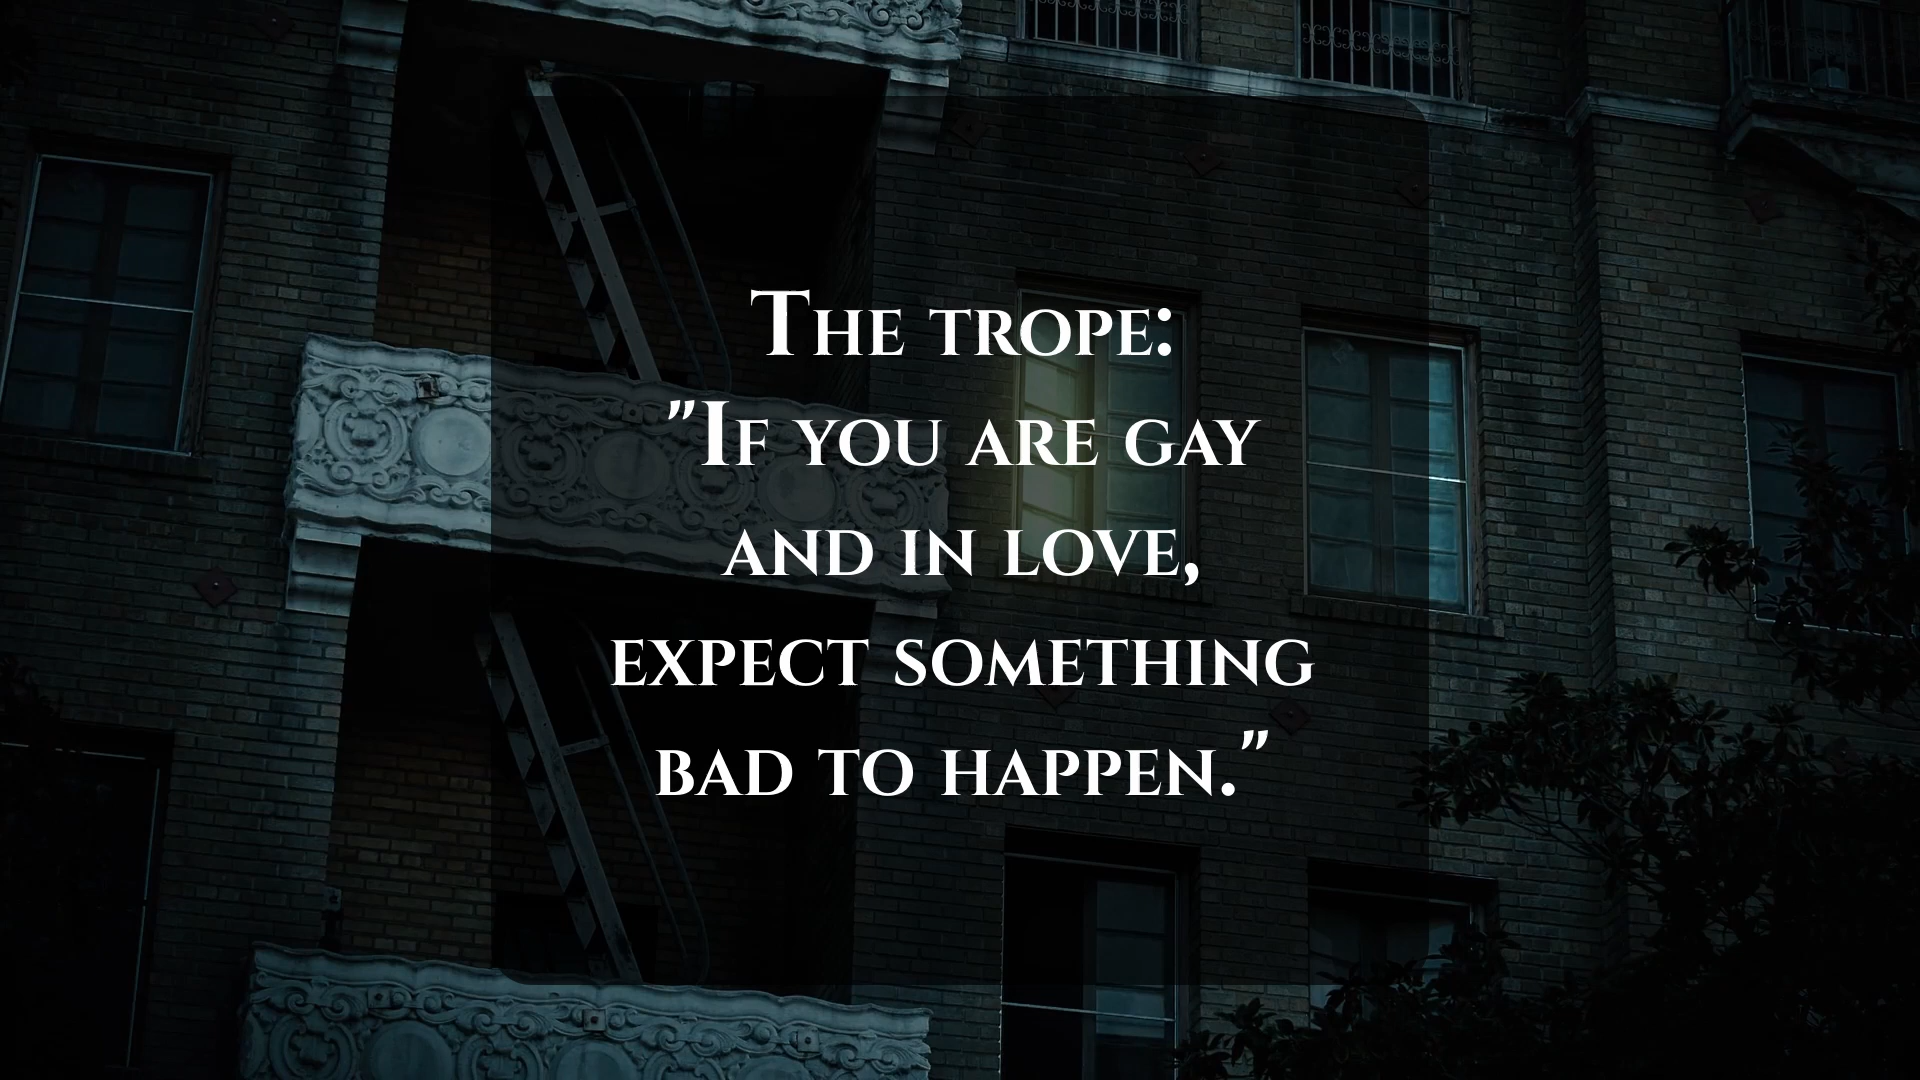 The trope:
"If you are gay
and in love,
expect something
bad to happen."